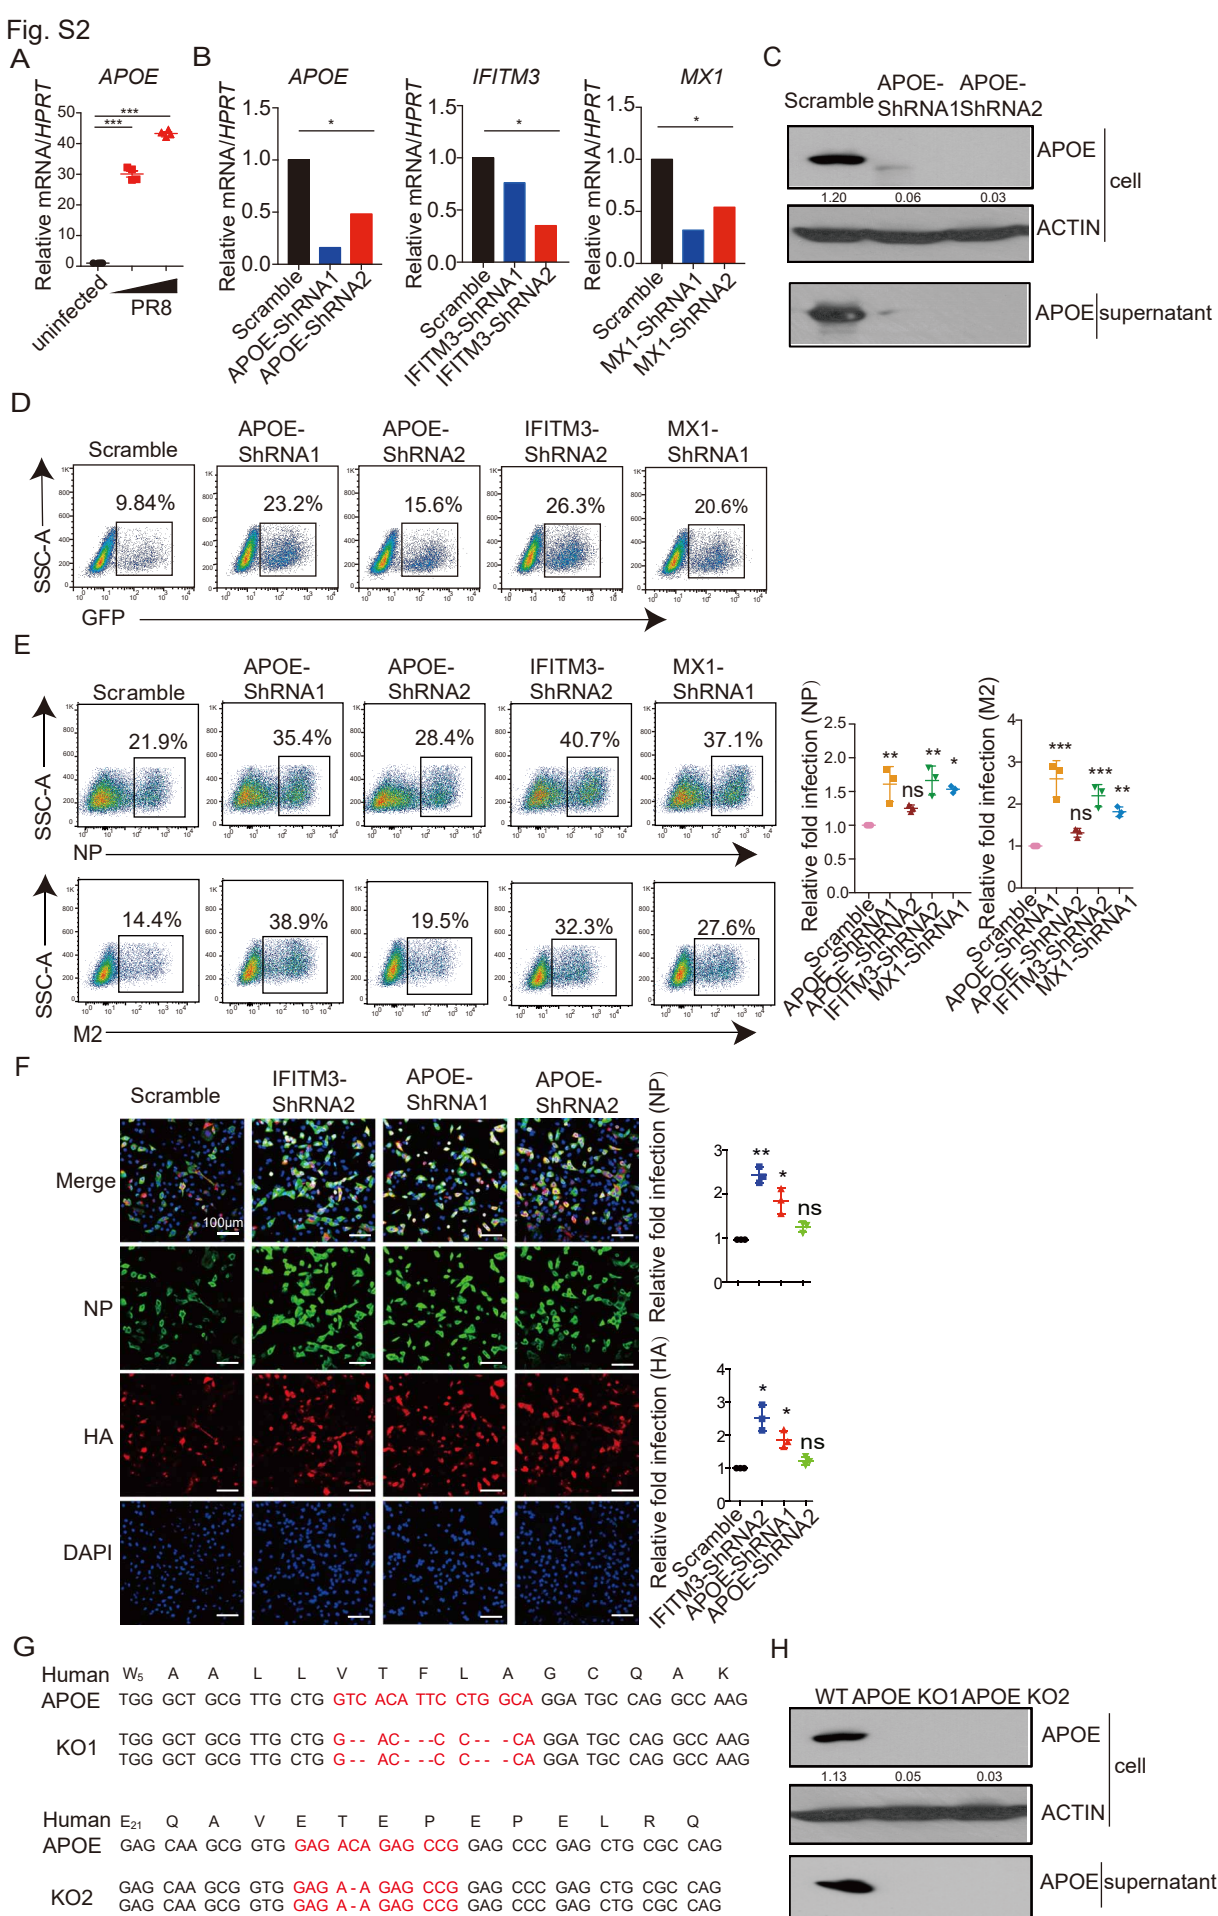 Fig. S2
A
APOE
Relative mRNA/HPRT
50
40
30
20
10
0
***
***
uninfected
PR8
B
APOE
Relative mRNA/HPRT
1.5
1.0
0.5
0.0
*
Scramble
APOE-ShRNA1
APOE-ShRNA2
IFITM3
Relative mRNA/HPRT
1.5
1.0
0.5
0.0
*
Scramble
IFITM3-ShRNA1
IFITM3-ShRNA2
MX1
Relative mRNA/HPRT
1.5
1.0
0.5
0.0
*
Scramble
MX1-ShRNA1
MX1-ShRNA2
C
Scramble
APOE-
ShRNA1
APOE-
ShRNA2
APOE
1.20 0.06 0.03
ACTIN
cell
APOE
supernatant
D
Scramble
APOE-
ShRNA1
APOE-
ShRNA2
IFITM3-
ShRNA2
MX1-
ShRNA1
9.84%
23.2%
15.6%
26.3%
20.6%
SSC-A
GFP
E
Scramble
APOE-
ShRNA1
APOE-
ShRNA2
IFITM3-
ShRNA2
MX1-
ShRNA1
21.9%
35.4%
28.4%
40.7%
37.1%
SSC-A
NP
14.4%
38.9%
19.5%
32.3%
27.6%
SSC-A
M2
Relative fold infection (NP)
2.5
2.0
1.5
1.0
0.5
0.0
**
ns
**
*
Scramble
APOE-ShRNA1
APOE-ShRNA2
IFITM3-ShRNA2
MX1-ShRNA1
Relative fold infection (M2)
4
3
2
1
0
***
ns
***
**
Scramble
APOE-ShRNA1
APOE-ShRNA2
IFITM3-ShRNA2
MX1-ShRNA1
F
Scramble
IFITM3-
ShRNA2
APOE-
ShRNA1
APOE-
ShRNA2
Merge
100μm
NP
HA
DAPI
Relative fold infection (NP)
3
2
1
0
**
*
ns
Relative fold infection (HA)
4
3
2
1
0
*
*
ns
Scramble
IFITM3-ShRNA2
APOE-ShRNA1
APOE-ShRNA2
G
Human W5 A A L L V T F L A G C Q A K
APOE TGG GCT GCG TTG CTG GTC ACA TTC CTG GCA GGA TGC CAG GCC AAG
KO1
TGG GCT GCG TTG CTG G-- AC- --C C-- -CA GGA TGC CAG GCC AAG
TGG GCT GCG TTG CTG G-- AC- --C C-- -CA GGA TGC CAG GCC AAG
Human E21 Q A V E T E P E P E L R Q
APOE GAG CAA GCG GTG GAG ACA GAG CCG GAG CCC GAG CTG CGC CAG
KO2
GAG CAA GCG GTG GAG A-A GAG CCG GAG CCC GAG CTG CGC CAG
GAG CAA GCG GTG GAG A-A GAG CCG GAG CCC GAG CTG CGC CAG
H
WT APOE KO1 APOE KO2
APOE
1.13 0.05 0.03
ACTIN
cell
APOE
supernatant